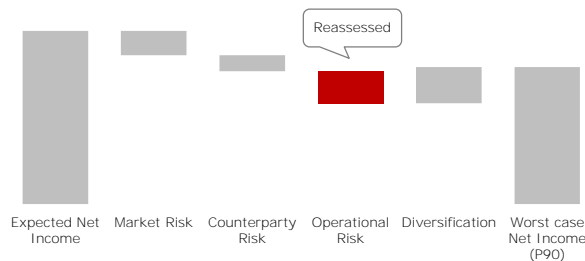 Reassessed
Expected Net
Income
Market Risk
Counterparty
Risk
Operational
Risk
Diversification
Worst case
Net Income
(P90)